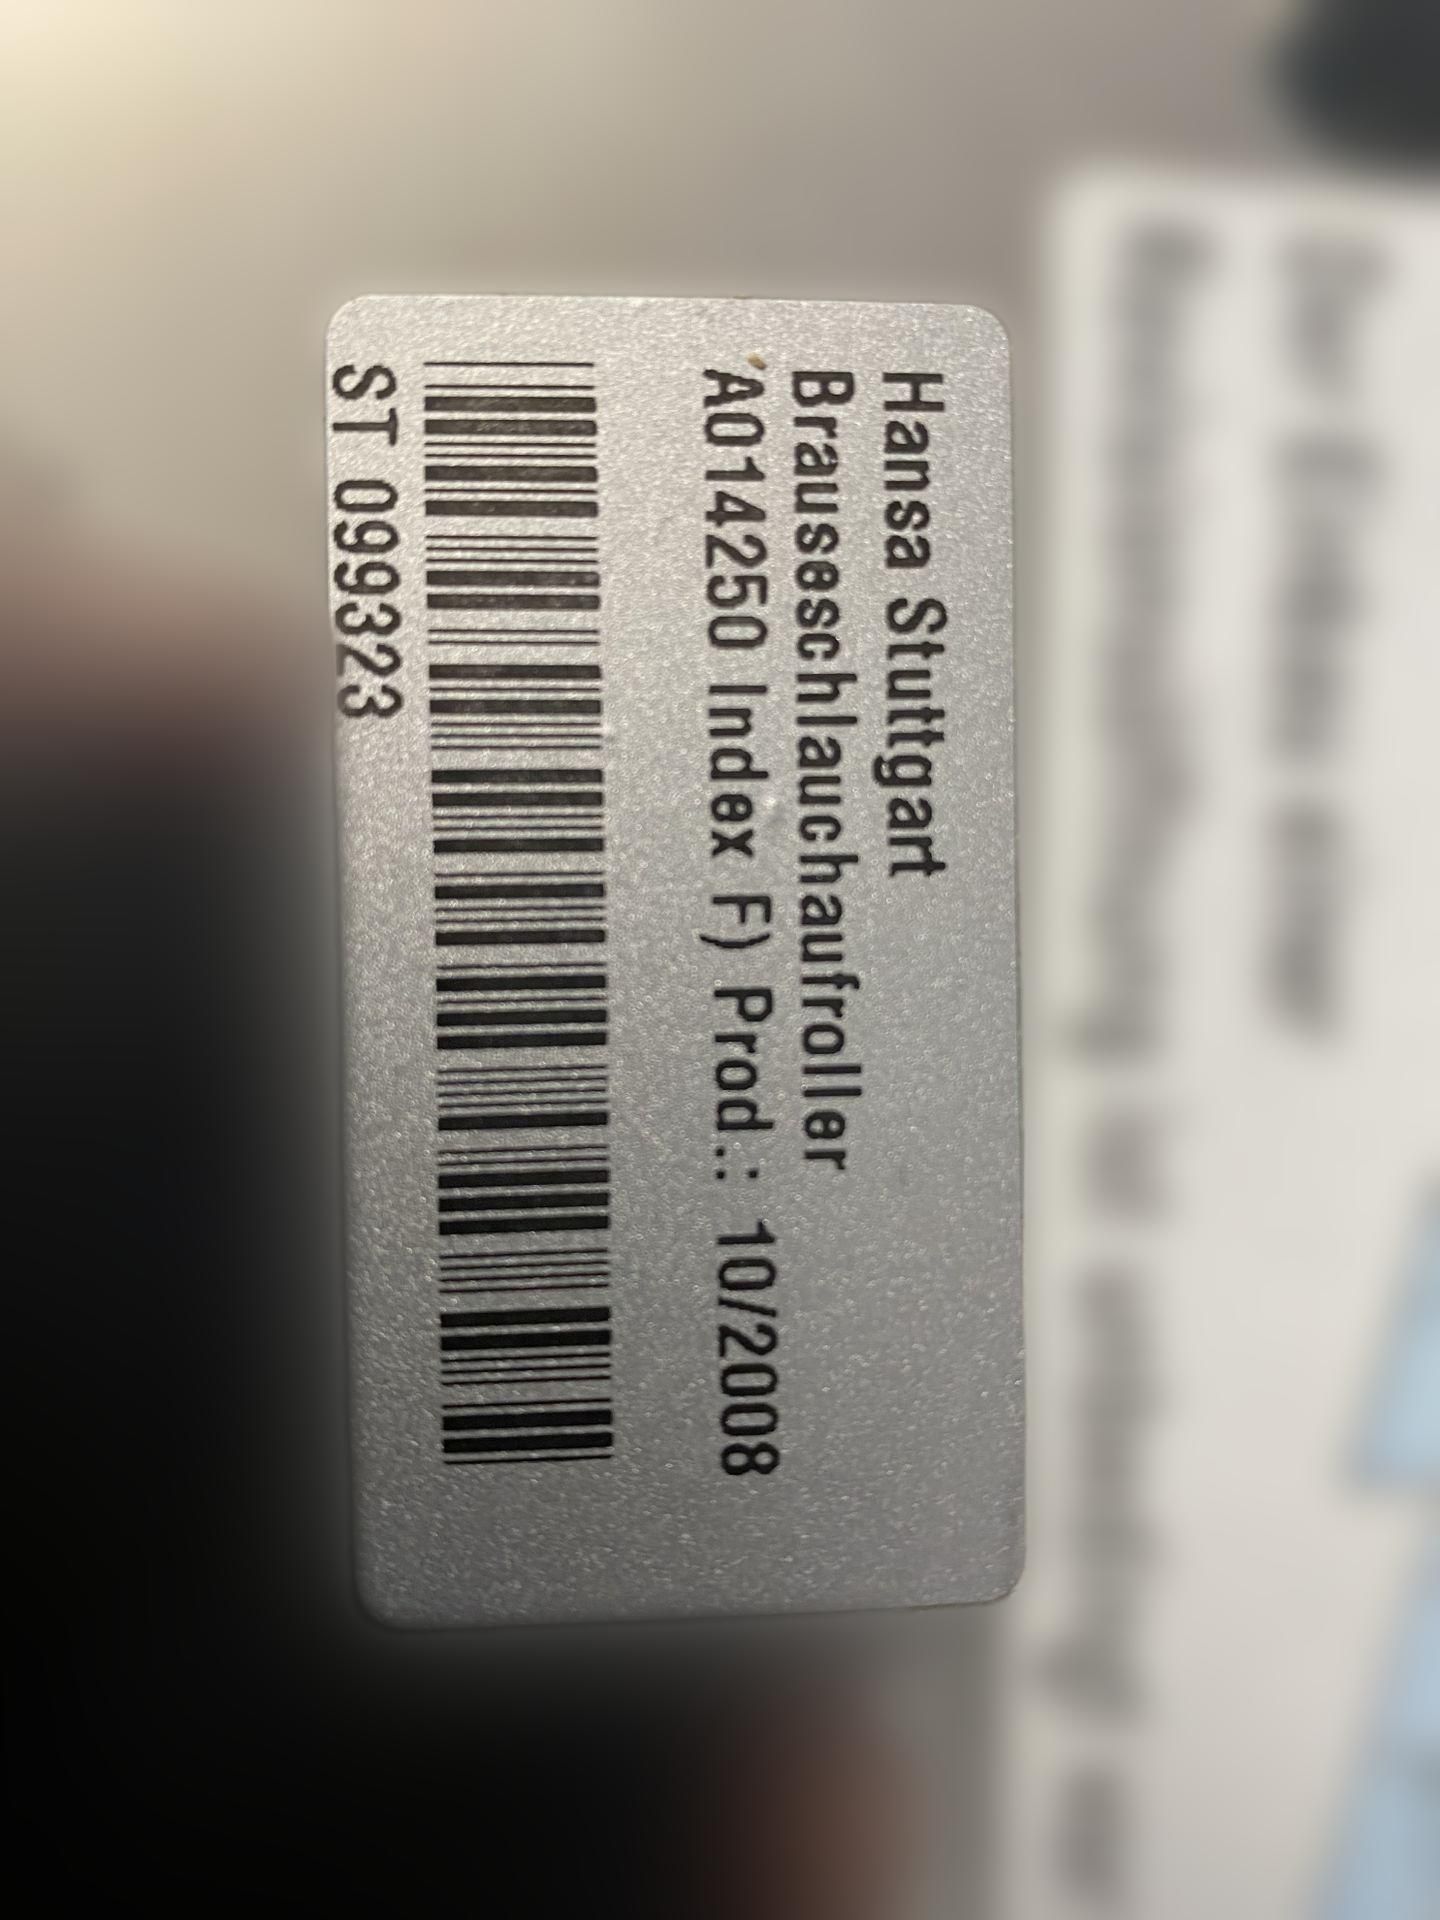 Hansa Stuttgart
Brauseschlauchaufroller
A014250 Index F) Prod.: 10/2008
ST 099323